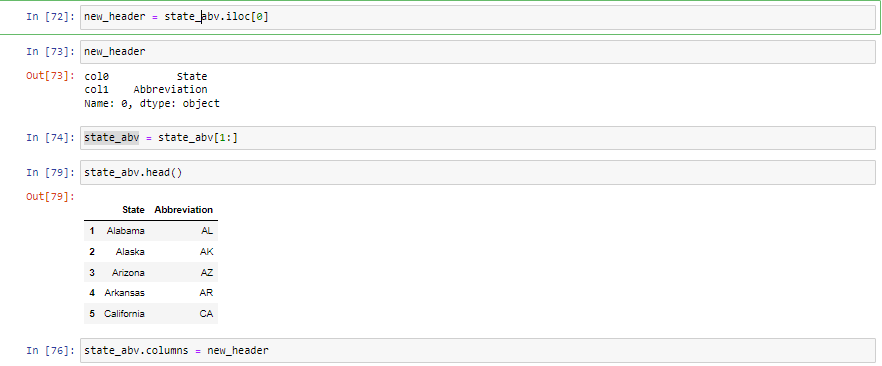 In [72]: new_header = state_abv.iloc[0]
In [73]: new_header
Out[73]: col0 State
col1 Abbreviation
Name: 0, dtype: object
In [74]: state_abv = state_abv[1:]
In [79]: state_abv.head()
Out[79]:
State Abbreviation
1 Alabama AL
2 Alaska AK
3 Arizona AZ
4 Arkansas AR
5 California CA
In [76]: state_abv.columns = new_header